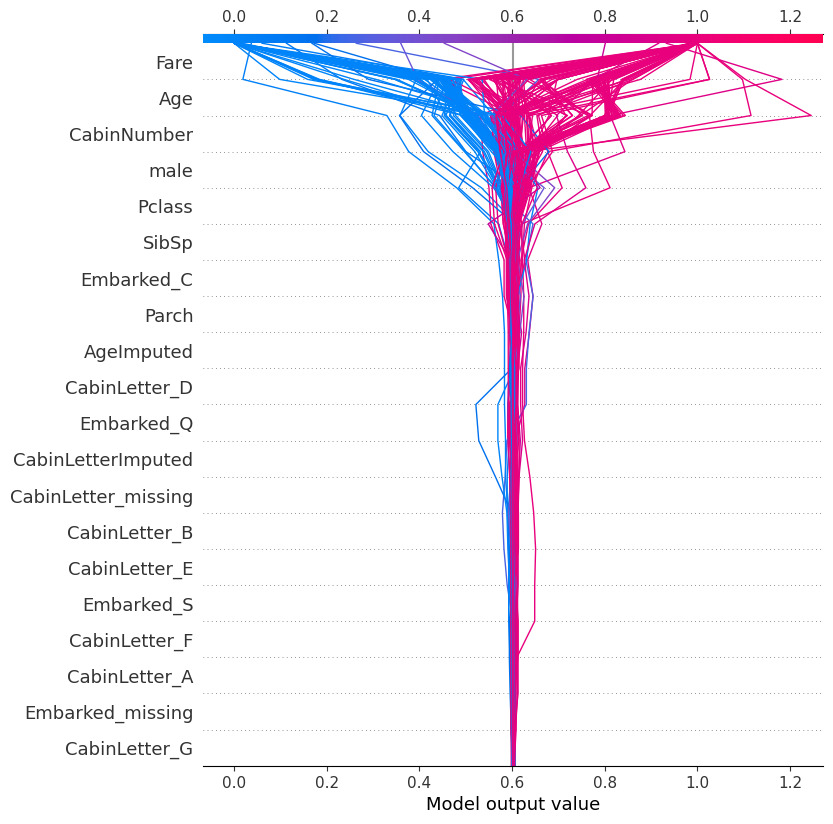 0.0 0.2 0.4 0.6 0.8 1.0 1.2
Fare
Age
CabinNumber
male
Pclass
SibSp
Embarked_C
Parch
AgeImputed
CabinLetter_D
Embarked_Q
CabinLetterImputed
CabinLetter_missing
CabinLetter_B
CabinLetter_E
Embarked_S
CabinLetter_F
CabinLetter_A
Embarked_missing
CabinLetter_G
0.0 0.2 0.4 0.6 0.8 1.0 1.2
Model output value